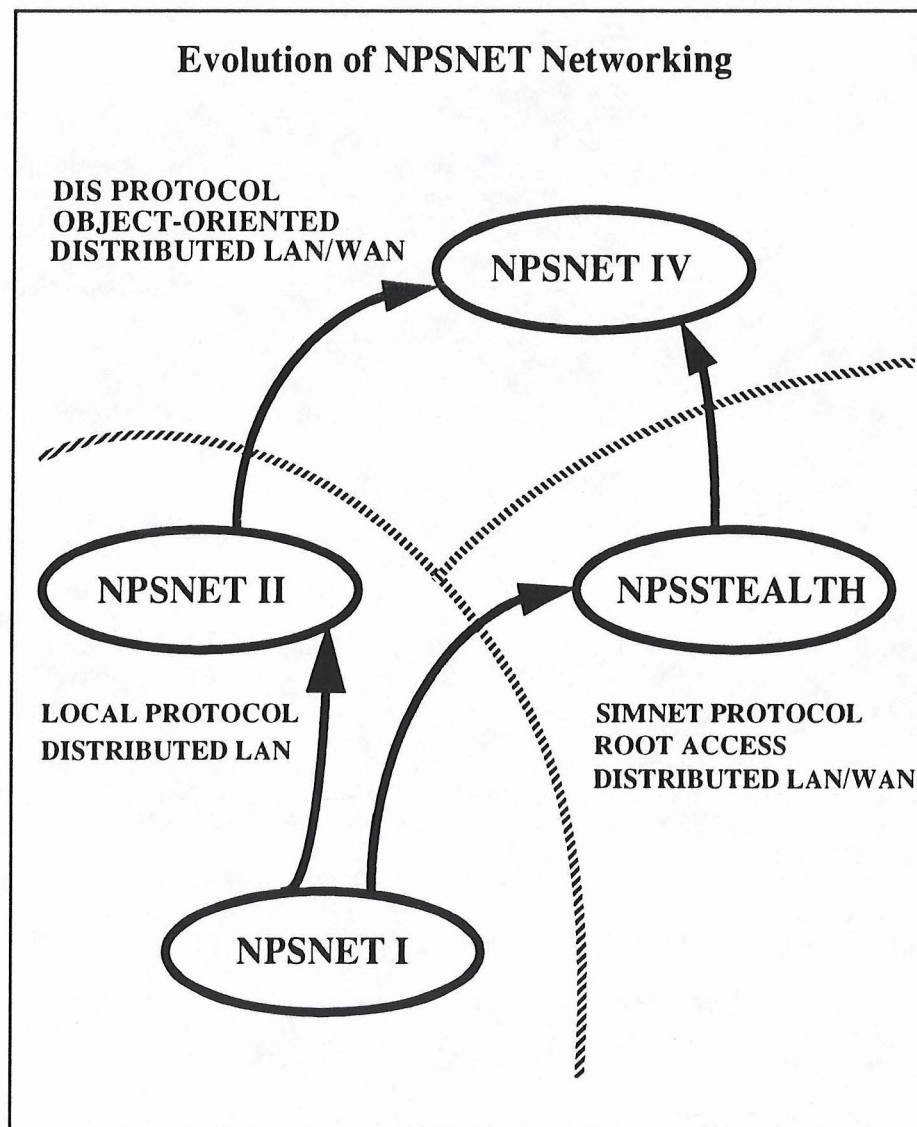 Evolution of NPSNET Networking
DIS PROTOCOL
OBJECT-ORIENTED
DISTRIBUTED LAN/WAN
NPSNET IV
NPSNET II
NPSSTEALTH
LOCAL PROTOCOL
DISTRIBUTED LAN
SIMNET PROTOCOL
ROOT ACCESS
DISTRIBUTED LAN/WAN
NPSNET I